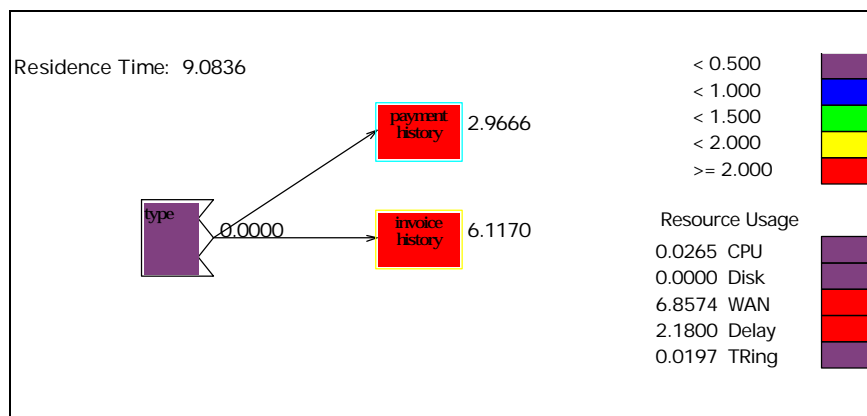 Residence Time: 9.0836
payment
history
2.9666
type
0.0000
invoice
history
6.1170
< 0.500
< 1.000
< 1.500
< 2.000
>= 2.000
Resource Usage
0.0265 CPU
0.0000 Disk
6.8574 WAN
2.1800 Delay
0.0197 TRing